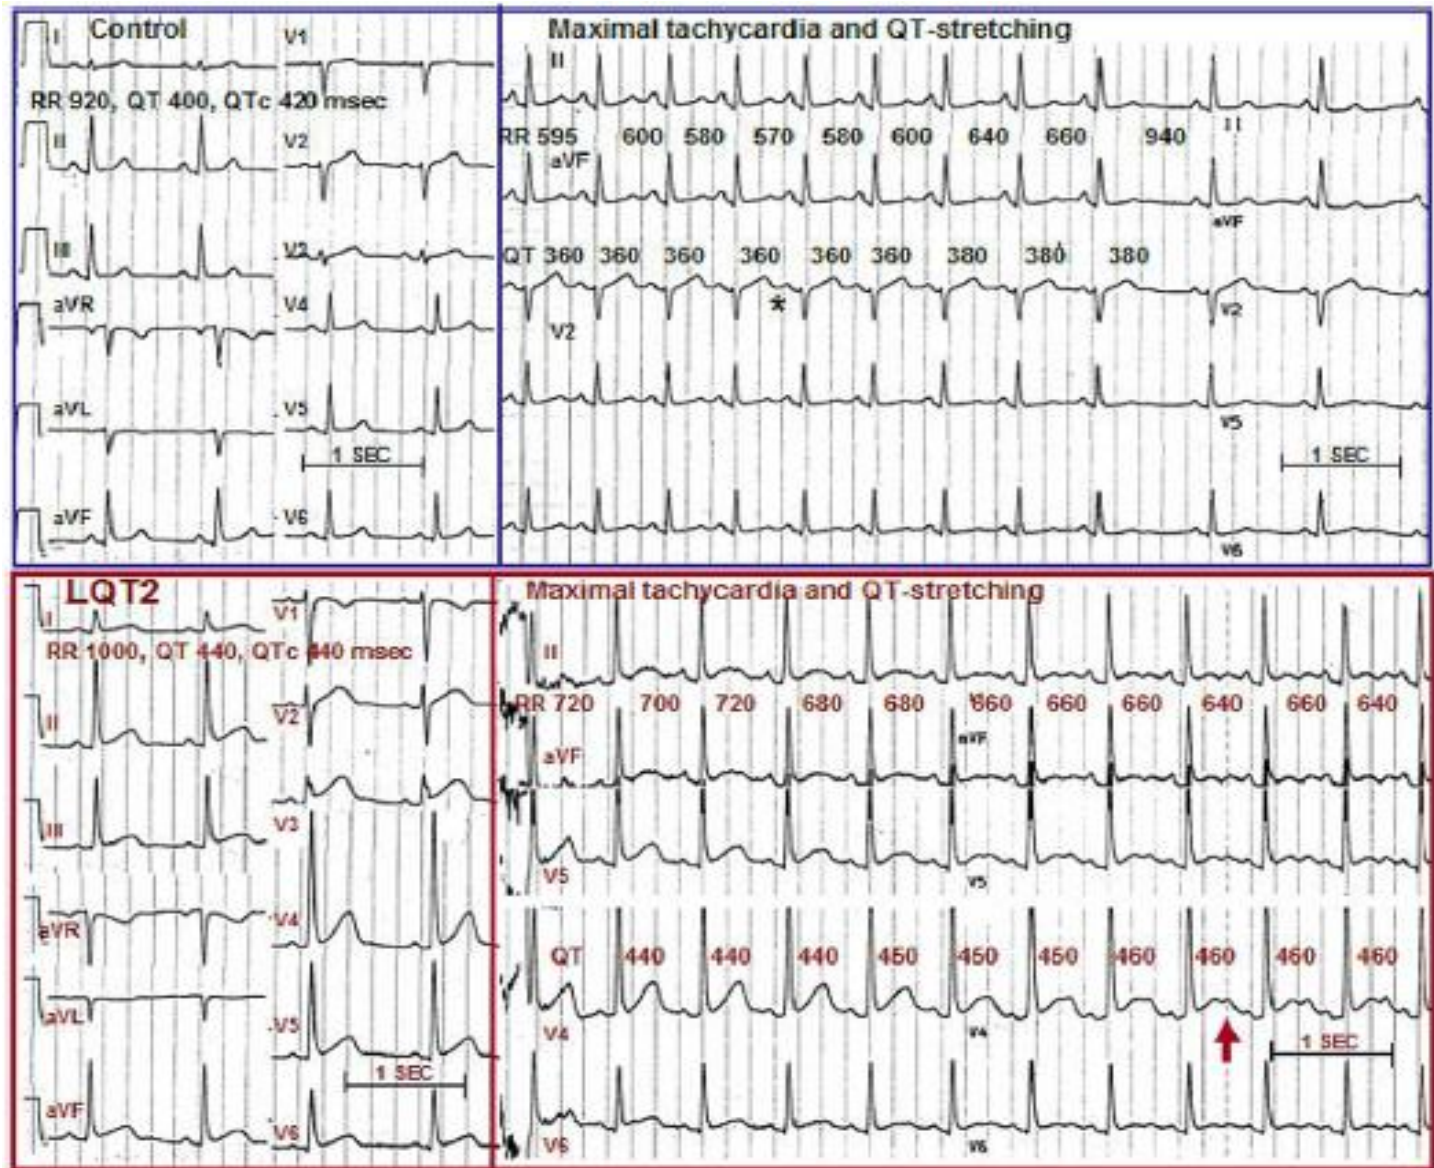 Control
I
V1
RR 920, QT 400, QTc 420 msec
II
V2
III
V3
aVR
V4
aVL
V5
1 SEC
aVF
V6
Maximal tachycardia and QT-stretching
II
II
RR 595 600 580 570 580 600 640 660 940
aVF
aVF
QT 360 360 360 360 360 360 380 380 380
*
V2
V2
V5
1 SEC
V6
LQT2
I
V1
RR 1000, QT 440, QTc 440 msec
II
V2
III
V3
aVR
V4
aVL
V5
1 SEC
aVF
V6
Maximal tachycardia and QT-stretching
II
RR 720 700 720 680 680 660 660 660 640 660 640
aVF
aVF
V5
V5
QT 440 440 440 450 450 450 460 460 460 460
V4
V4
1 SEC
V6
V6